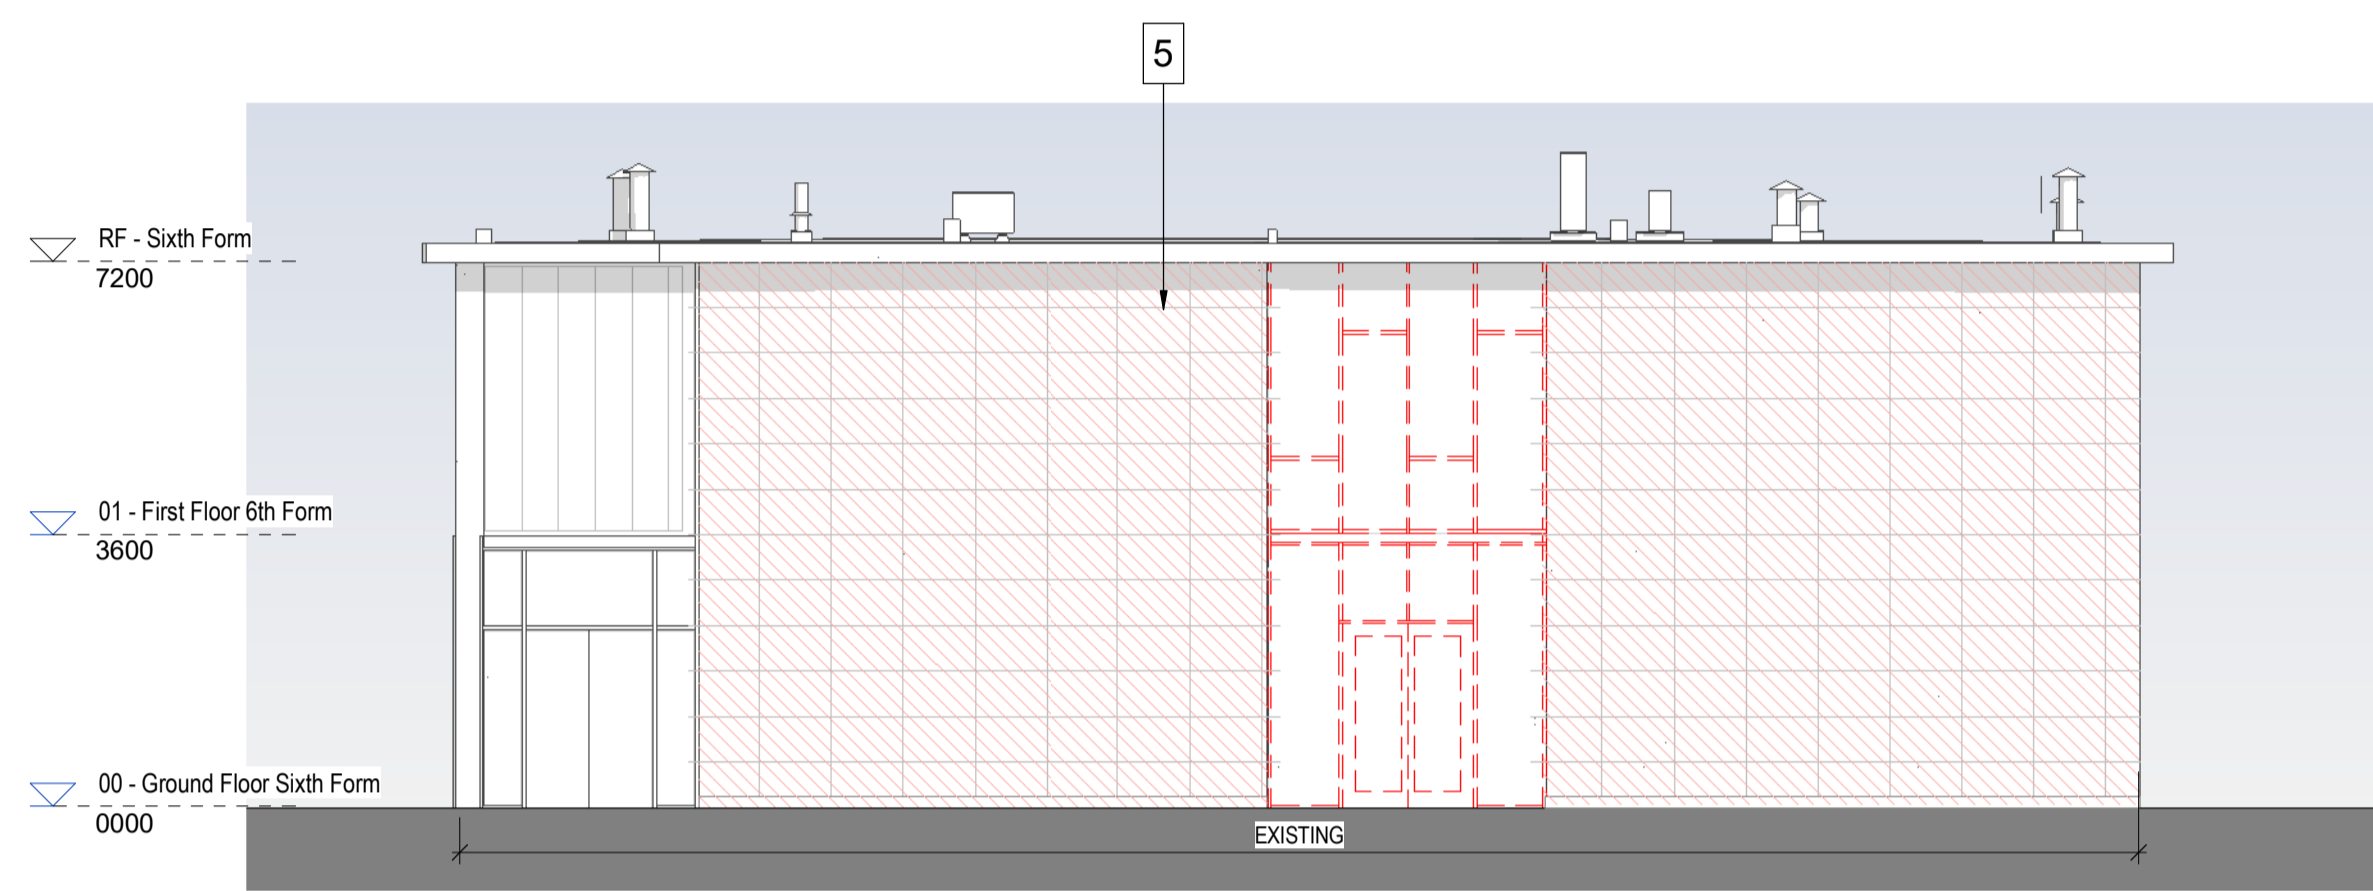 5
RF - Sixth Form
7200
01 - First Floor 6th Form
3600
00 - Ground Floor Sixth Form
0000
EXISTING